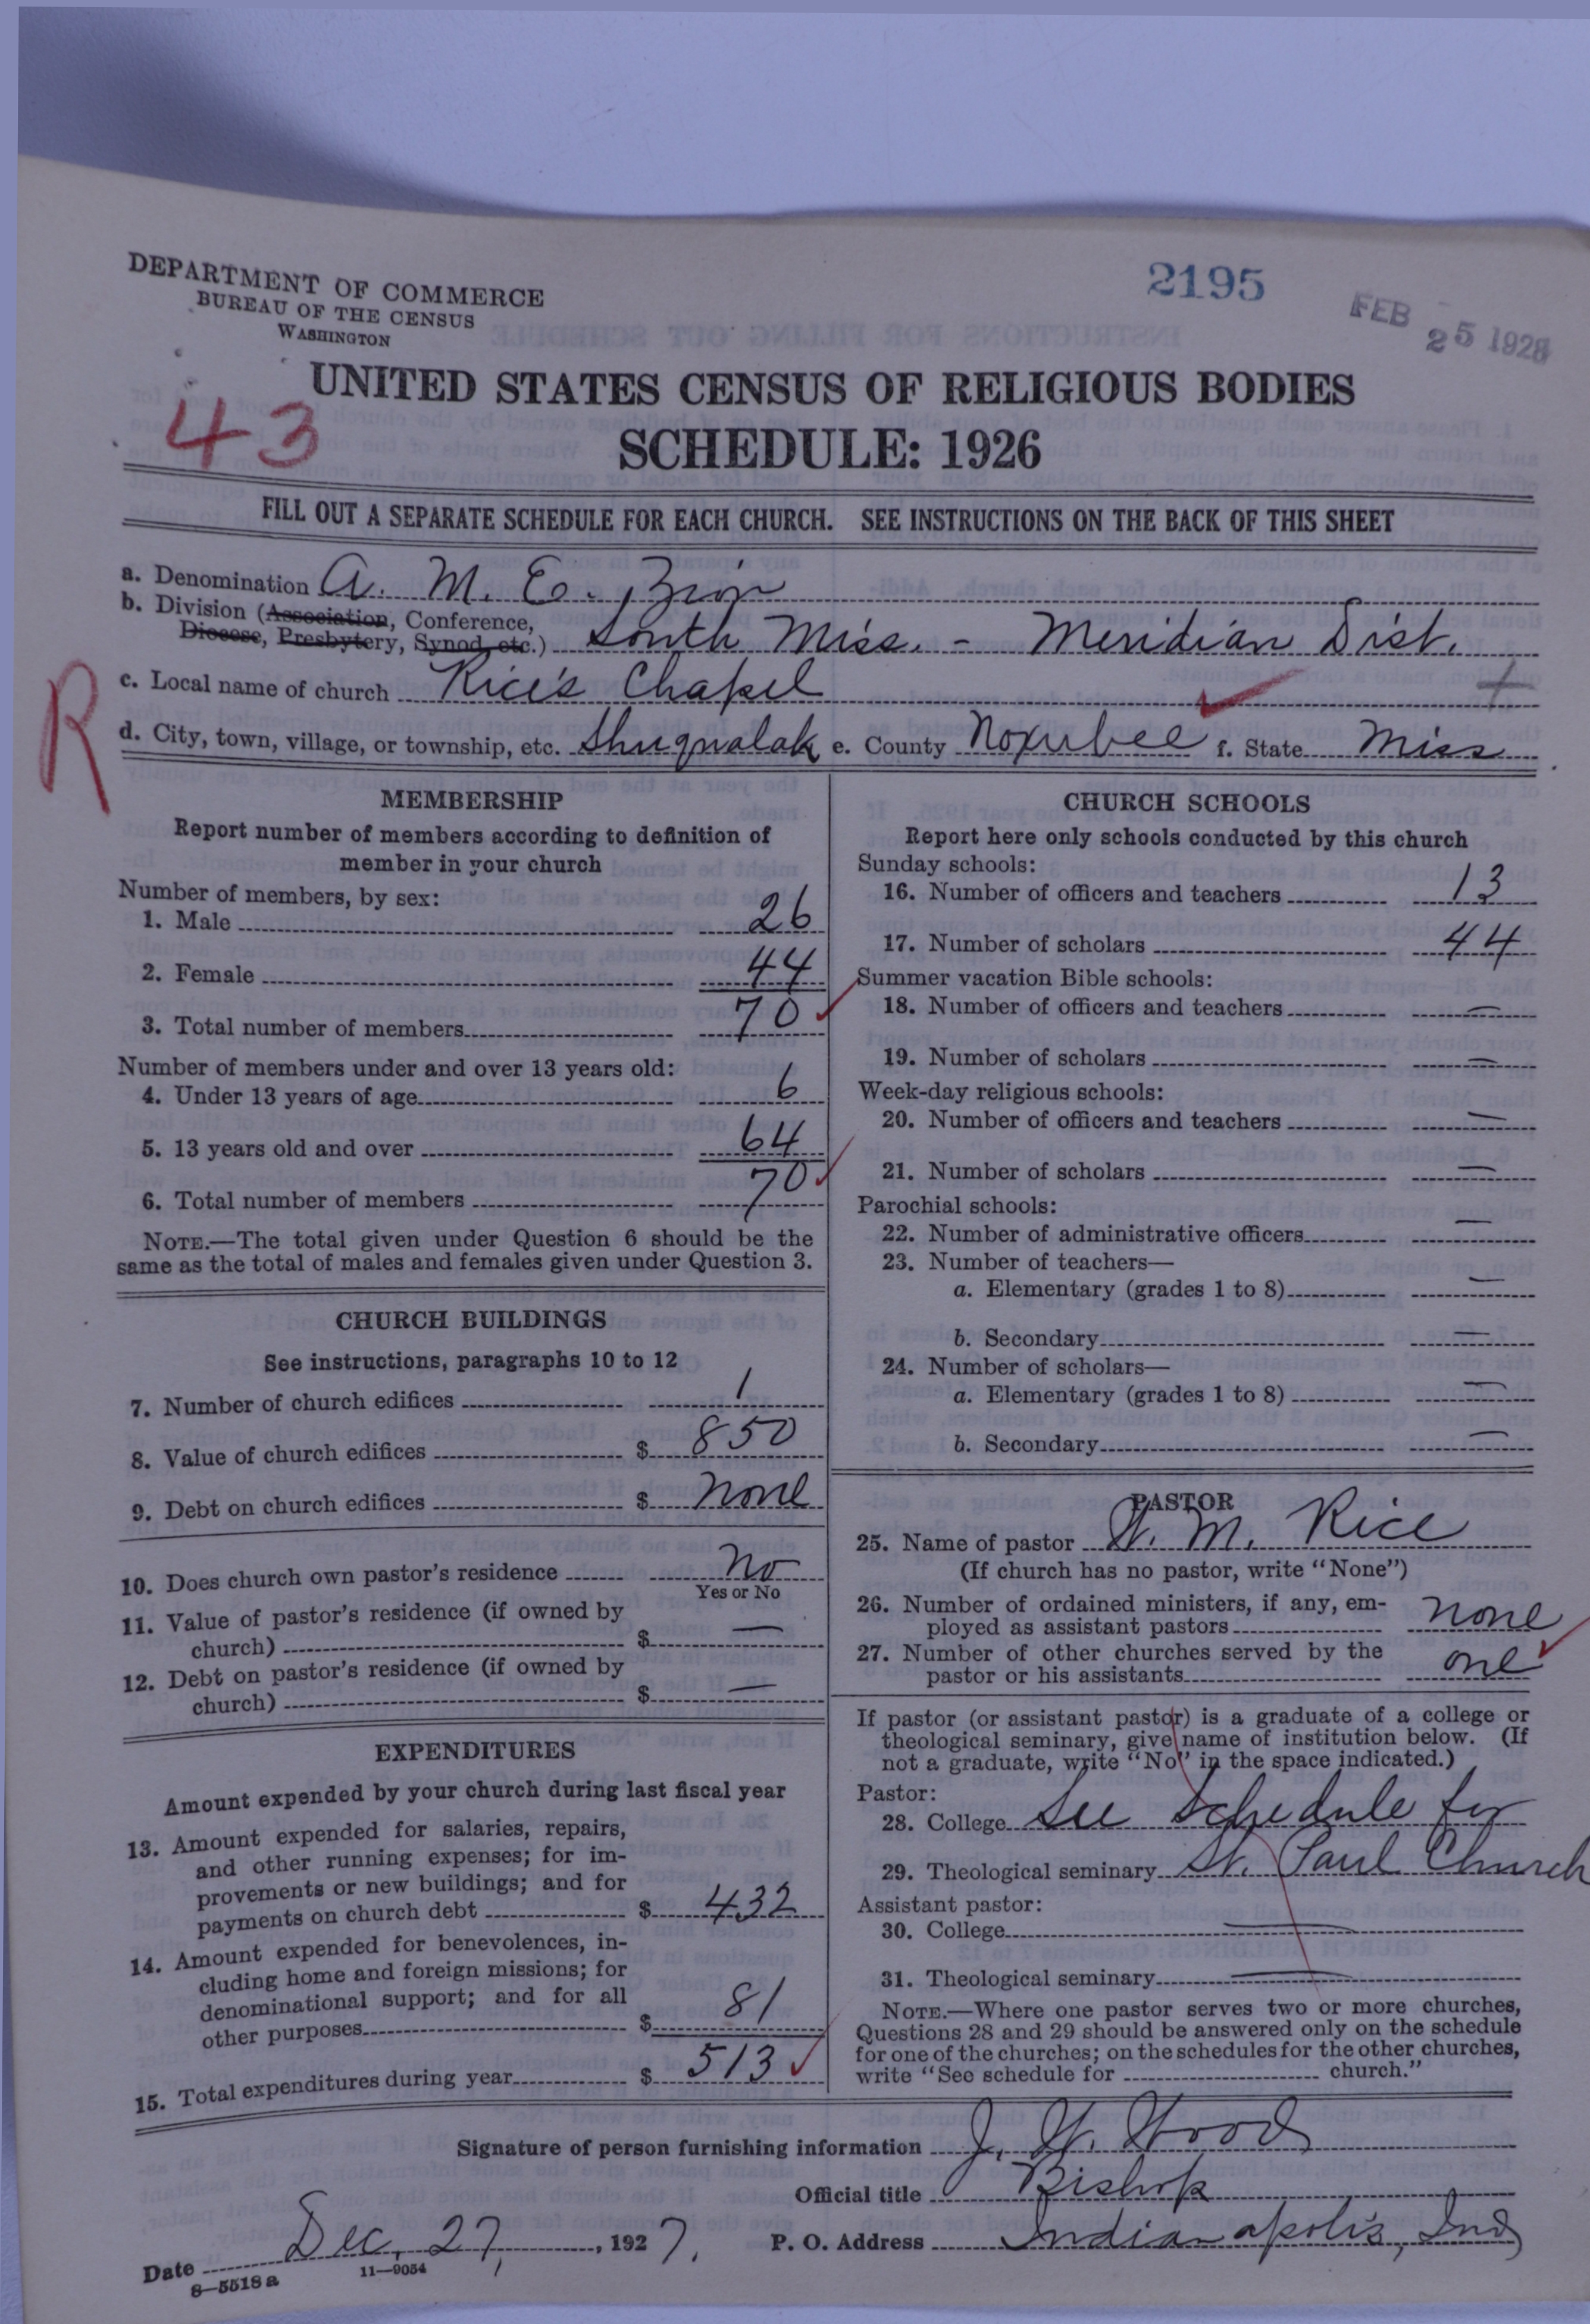 DEPARTMENT OF COMMERCE
BUREAU OF THE CENSUS
WASHINGTON
2195
FEB 25 1928
UNITED STATES CENSUS OF RELIGIOUS BODIES
43
SCHEDULE: 1926
FILL OUT A SEPARATE SCHEDULE FOR EACH CHURCH. SEE INSTRUCTIONS ON THE BACK OF THIS SHEET
a. Denomination A. M. E. Zion
b. Division (Association, Conference,
Diocese, Presbytery, Synod, etc.) South Miss. - Meridian Dist.
R
c. Local name of church Rice's Chapel
d. City, town, village, or township, etc. Shuqualak e. County Noxubee f. State Miss
MEMBERSHIP
Report number of members according to definition of
member in your church
Number of members, by sex:
1. Male 26
2. Female 44
3. Total number of members 70
Number of members under and over 13 years old:
4. Under 13 years of age 6
5. 13 years old and over 64
6. Total number of members 70
NOTE.—The total given under Question 6 should be the
same as the total of males and females given under Question 3.
CHURCH BUILDINGS
See instructions, paragraphs 10 to 12
7. Number of church edifices 1
8. Value of church edifices $ 850
9. Debt on church edifices $ none
10. Does church own pastor's residence No
Yes or No
11. Value of pastor's residence (if owned by
church) $ —
12. Debt on pastor's residence (if owned by
church) $ —
EXPENDITURES
Amount expended by your church during last fiscal year
13. Amount expended for salaries, repairs,
and other running expenses; for im-
provements or new buildings; and for
payments on church debt $ 432
14. Amount expended for benevolences, in-
cluding home and foreign missions; for
denominational support; and for all
other purposes $ 81
15. Total expenditures during year $ 513
CHURCH SCHOOLS
Report here only schools conducted by this church
Sunday schools:
16. Number of officers and teachers 13
17. Number of scholars 44
Summer vacation Bible schools:
18. Number of officers and teachers —
19. Number of scholars —
Week-day religious schools:
20. Number of officers and teachers —
21. Number of scholars —
Parochial schools:
22. Number of administrative officers —
23. Number of teachers—
a. Elementary (grades 1 to 8) —
b. Secondary —
24. Number of scholars—
a. Elementary (grades 1 to 8) —
b. Secondary —
PASTOR
25. Name of pastor W. M. Rice
(If church has no pastor, write "None")
26. Number of ordained ministers, if any, em-
ployed as assistant pastors none
27. Number of other churches served by the
pastor or his assistants one
If pastor (or assistant pastor) is a graduate of a college or
theological seminary, give name of institution below. (If
not a graduate, write "No" in the space indicated.)
Pastor:
28. College See Schedule for
29. Theological seminary St. Paul Church
Assistant pastor:
30. College —
31. Theological seminary —
NOTE.—Where one pastor serves two or more churches,
Questions 28 and 29 should be answered only on the schedule
for one of the churches; on the schedules for the other churches,
write "See schedule for church."
Signature of person furnishing information J. W. Wood
Official title Bishop
Date Dec. 27, 1927. P. O. Address Indianapolis, Ind
8—5518a 11—9054